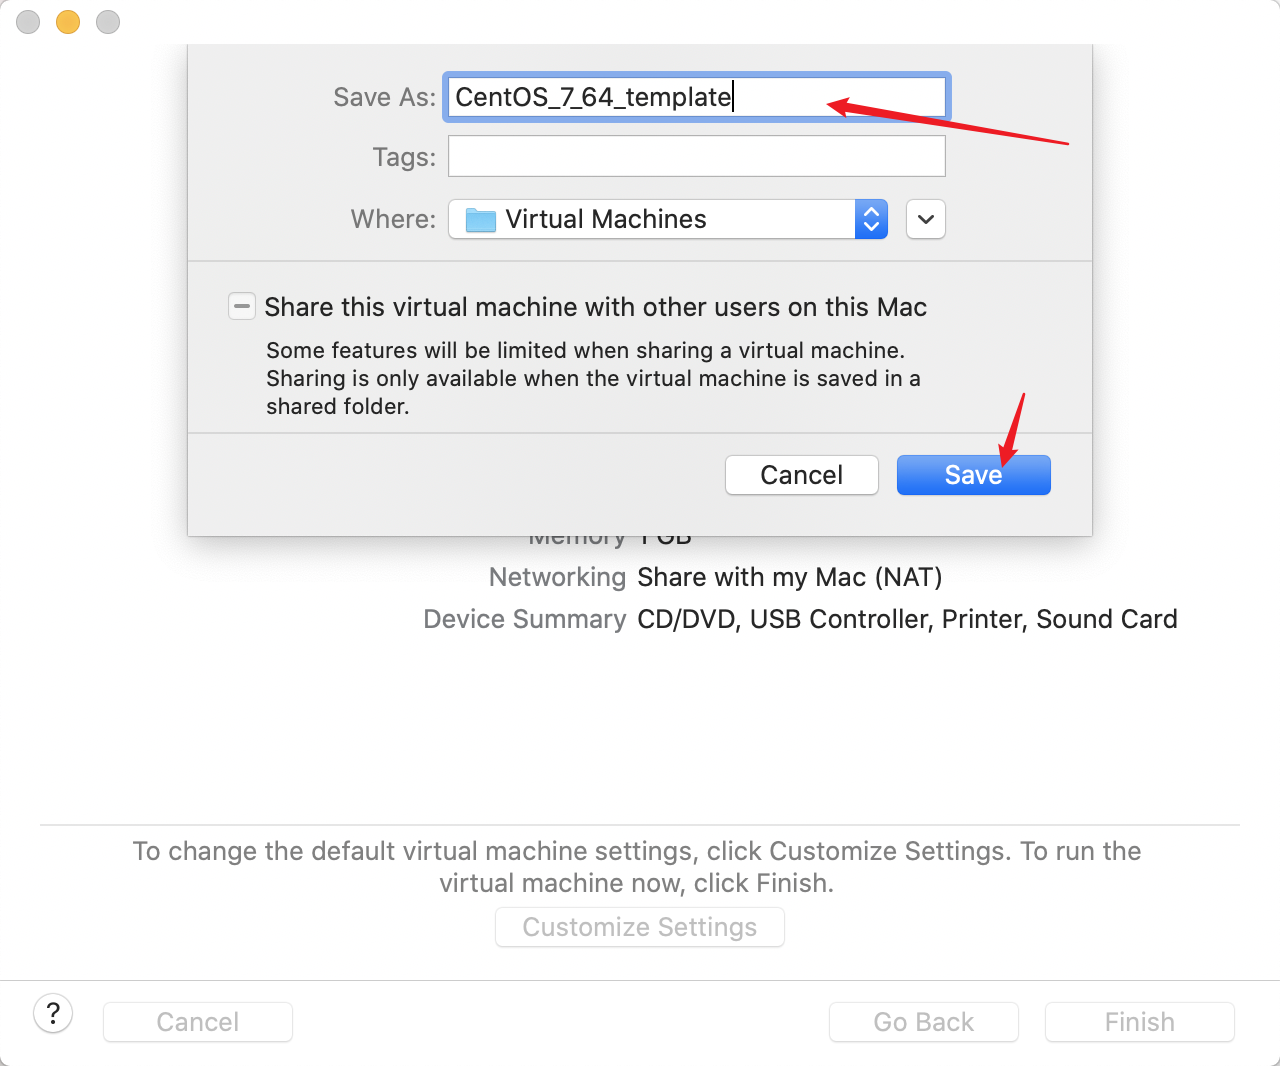 Save As: CentOS_7_64_template
Tags:
Where: Virtual Machines
Share this virtual machine with other users on this Mac
Some features will be limited when sharing a virtual machine.
Sharing is only available when the virtual machine is saved in a
shared folder.
Cancel Save
Memory 1 GB
Networking Share with my Mac (NAT)
Device Summary CD/DVD, USB Controller, Printer, Sound Card
To change the default virtual machine settings, click Customize Settings. To run the
virtual machine now, click Finish.
Customize Settings
? Cancel Go Back Finish